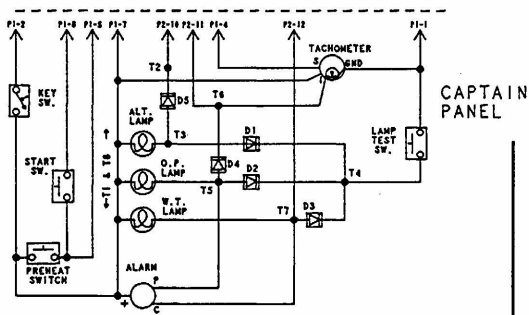 P1-2 P1-8 P1-5 P1-7 P2-10 P2-11 P1-4 P2-12 P1-1
TACHOMETER
S
GND
I
CAPTAIN
PANEL
KEY
SW.
T2
T6
D5
ALT.
LAMP
T3
D1
LAMP
TEST
SW.
START
SW.
←T1 & T8→
O.P.
LAMP
D4
T5
D2
T4
W.T.
LAMP
T7
D3
PREHEAT
SWITCH
ALARM
P
+
C